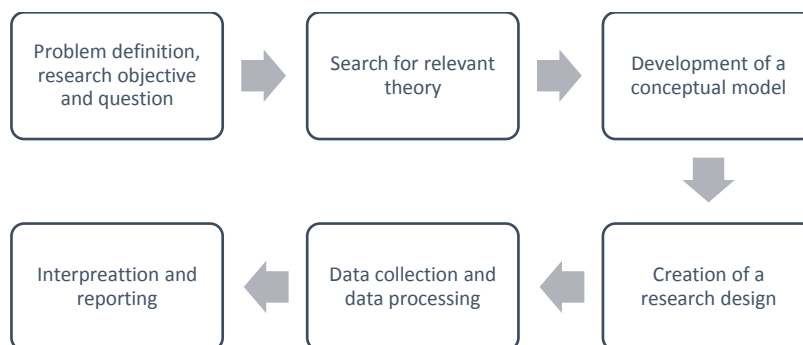 Problem definition,
research objective
and question
Search for relevant
theory
Development of a
conceptual model
Creation of a
research design
Data collection and
data processing
Interpreattion and
reporting